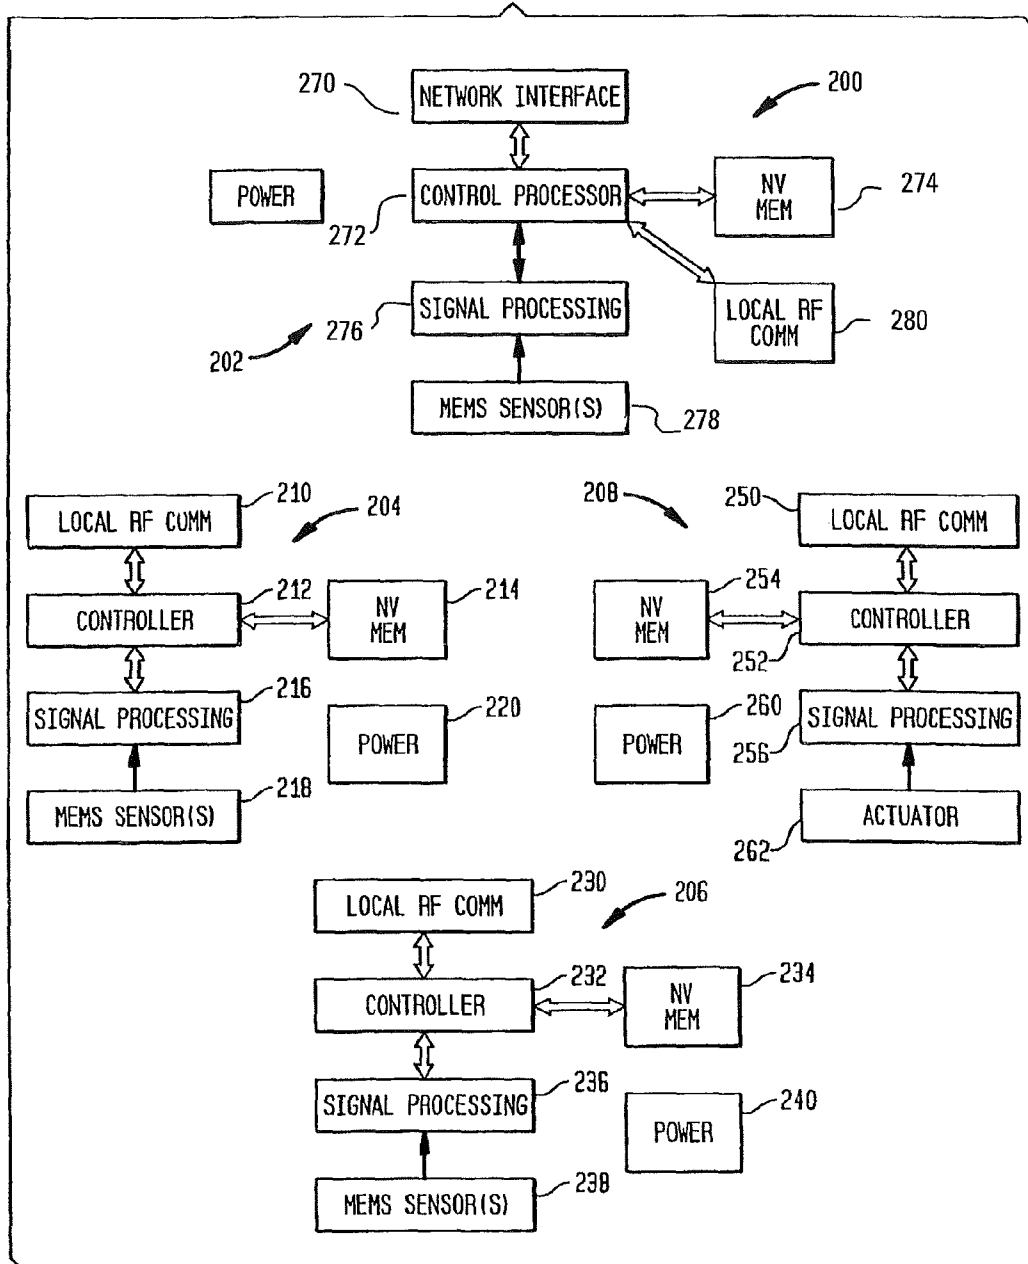 270
NETWORK INTERFACE
200
POWER
CONTROL PROCESSOR
272
NV
MEM
274
276
SIGNAL PROCESSING
LOCAL RF
COMM
280
202
MEMS SENSOR(S)
278
LOCAL RF COMM
210
204
CONTROLLER
212
NV
MEM
214
SIGNAL PROCESSING
216
POWER
220
MEMS SENSOR(S)
218
208
250
LOCAL RF COMM
NV
MEM
254
CONTROLLER
252
POWER
260
SIGNAL PROCESSING
256
ACTUATOR
262
LOCAL RF COMM
230
206
CONTROLLER
232
NV
MEM
234
SIGNAL PROCESSING
236
POWER
240
MEMS SENSOR(S)
238